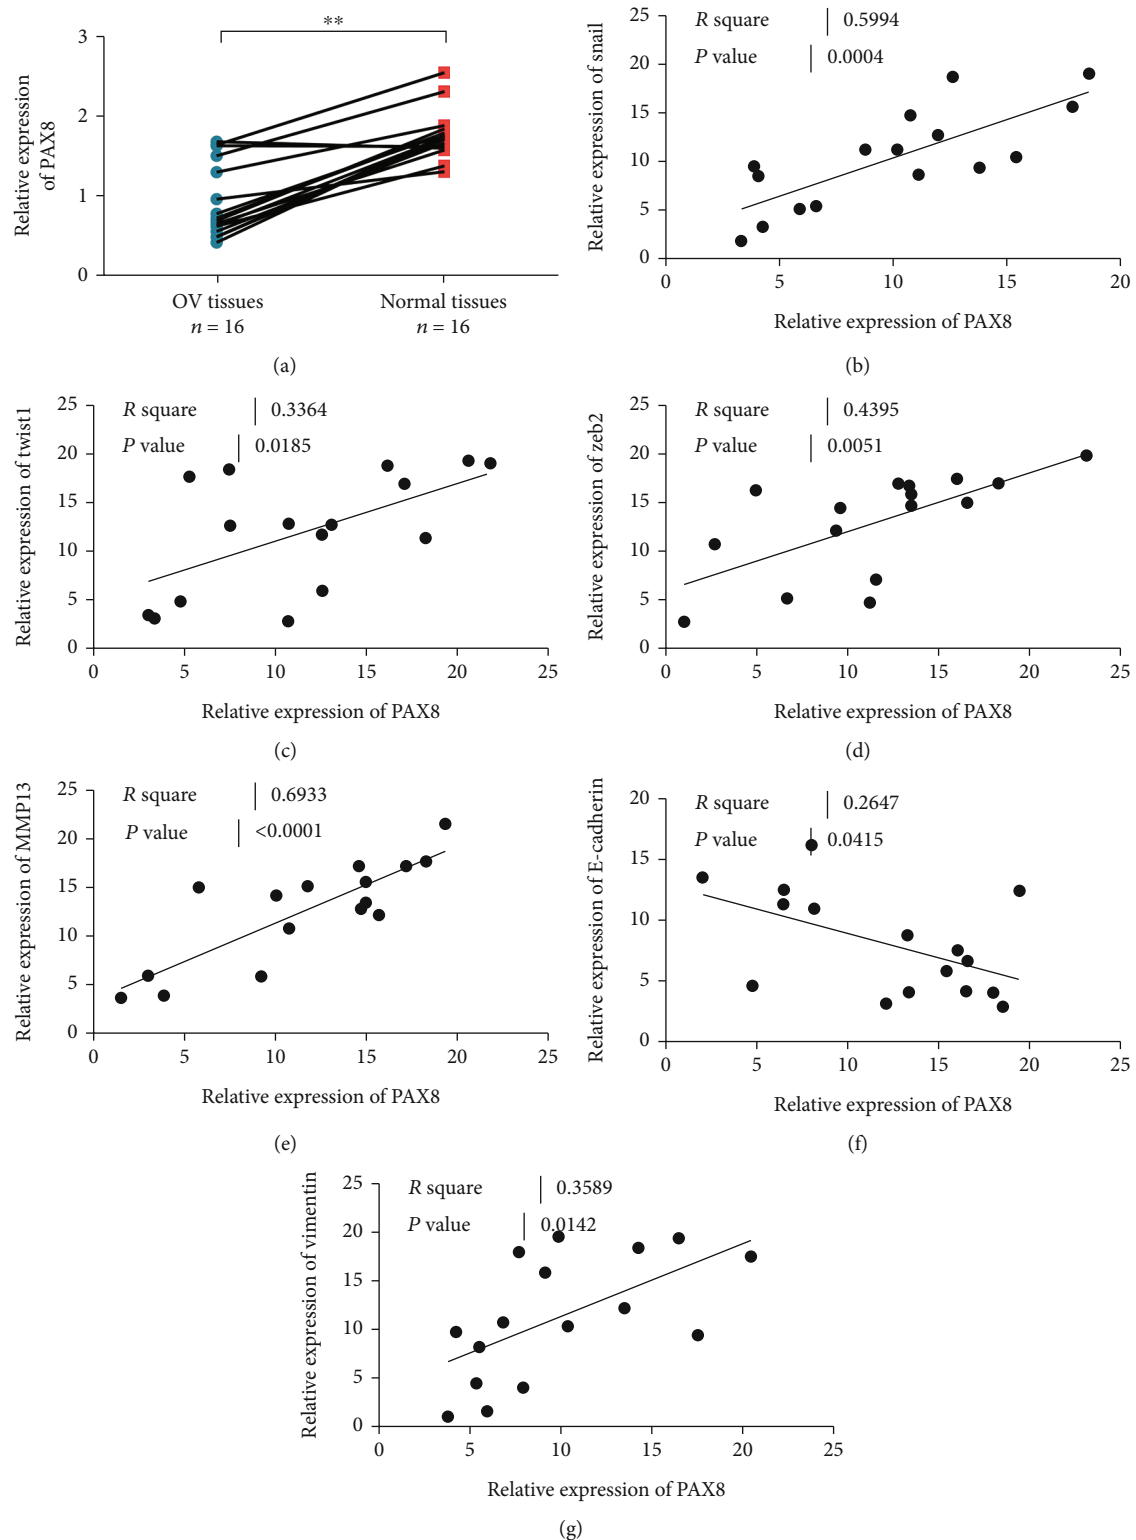 **
3
2
1
0
Relative expression
of PAX8
OV tissues
n = 16
Normal tissues
n = 16
(a)
R square 0.5994
P value 0.0004
25
20
15
10
5
0
Relative expression of snail
0 5 10 15 20
Relative expression of PAX8
(b)
R square 0.3364
P value 0.0185
25
20
15
10
5
0
Relative expression of twist1
0 5 10 15 20 25
Relative expression of PAX8
(c)
R square 0.4395
P value 0.0051
25
20
15
10
5
0
Relative expression of zeb2
0 5 10 15 20 25
Relative expression of PAX8
(d)
R square 0.6933
P value <0.0001
25
20
15
10
5
0
Relative expression of MMP13
0 5 10 15 20 25
Relative expression of PAX8
(e)
R square 0.2647
P value 0.0415
20
15
10
5
0
Relative expression of E-cadherin
0 5 10 15 20 25
Relative expression of PAX8
(f)
R square 0.3589
P value 0.0142
25
20
15
10
5
0
Relative expression of vimentin
0 5 10 15 20 25
Relative expression of PAX8
(g)